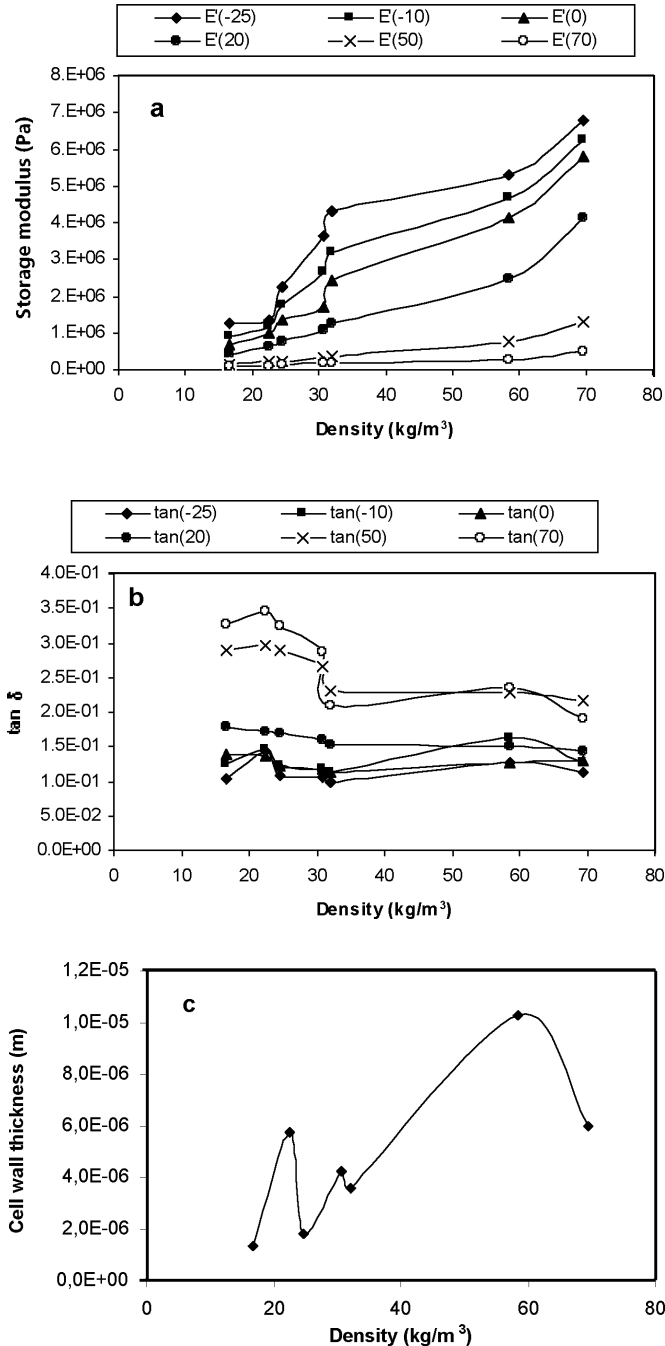 E'(-25) E'(-10) E'(0)
E'(20) E'(50) E'(70)
a
8.E+06
7.E+06
6.E+06
5.E+06
4.E+06
3.E+06
2.E+06
1.E+06
0.E+00
Storage modulus (Pa)
0 10 20 30 40 50 60 70 80
Density (kg/m³)
tan(-25) tan(-10) tan(0)
tan(20) tan(50) tan(70)
b
4.0E-01
3.5E-01
3.0E-01
2.5E-01
2.0E-01
1.5E-01
1.0E-01
5.0E-02
0.0E+00
tan δ
0 10 20 30 40 50 60 70 80
Density (kg/m³)
c
1,2E-05
1,0E-05
8,0E-06
6,0E-06
4,0E-06
2,0E-06
0,0E+00
Cell wall thickness (m)
0 20 40 60 80
Density (kg/m³)